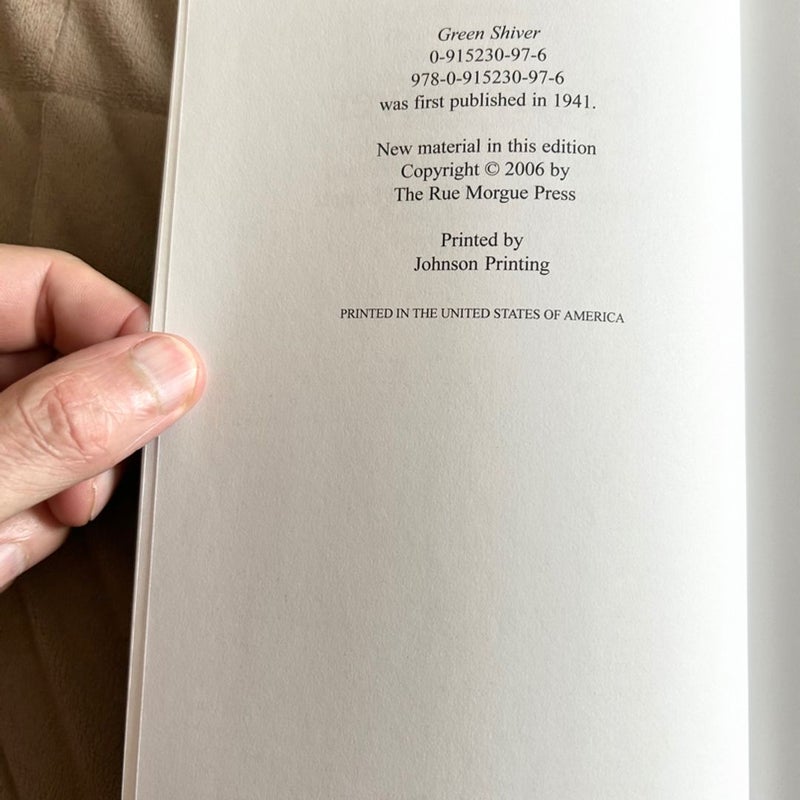 Green Shiver
0-915230-97-6
978-0-915230-97-6
was first published in 1941.
New material in this edition
Copyright © 2006 by
The Rue Morgue Press
Printed by
Johnson Printing
PRINTED IN THE UNITED STATES OF AMERICA